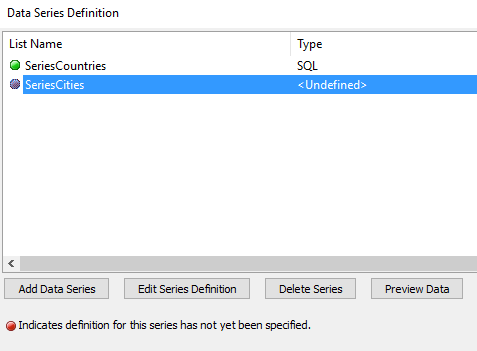 Data Series Definition
List Name Type
SeriesCountries SQL
SeriesCities <Undefined>
Add Data Series Edit Series Definition Delete Series Preview Data
Indicates definition for this series has not yet been specified.